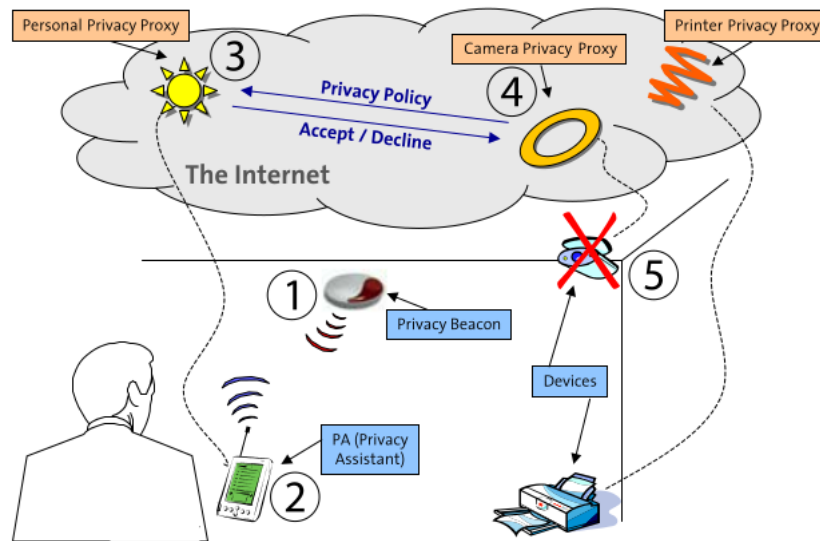 Personal Privacy Proxy
Printer Privacy Proxy
3
Camera Privacy Proxy
4
Privacy Policy
Accept / Decline
The Internet
1
5
Privacy Beacon
Devices
PA (Privacy
Assistant)
2